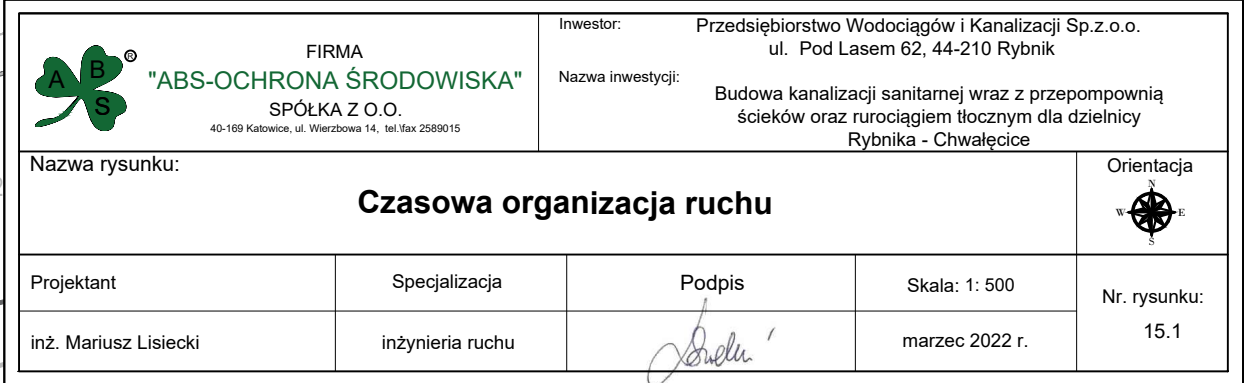 A B S ®
FIRMA
"ABS-OCHRONA ŚRODOWISKA"
SPÓŁKA Z O.O.
40-169 Katowice, ul. Wierzbowa 14, tel.\fax 2589015
Inwestor:
Przedsiębiorstwo Wodociągów i Kanalizacji Sp.z.o.o.
ul. Pod Lasem 62, 44-210 Rybnik
Nazwa inwestycji:
Budowa kanalizacji sanitarnej wraz z przepompownią
ścieków oraz rurociągiem tłocznym dla dzielnicy
Rybnika - Chwałęcice
Nazwa rysunku:
Czasowa organizacja ruchu
Orientacja
N
W E
S
Projektant
Specjalizacja
Podpis
Skala: 1: 500
Nr. rysunku:
inż. Mariusz Lisiecki
inżynieria ruchu
marzec 2022 r.
15.1